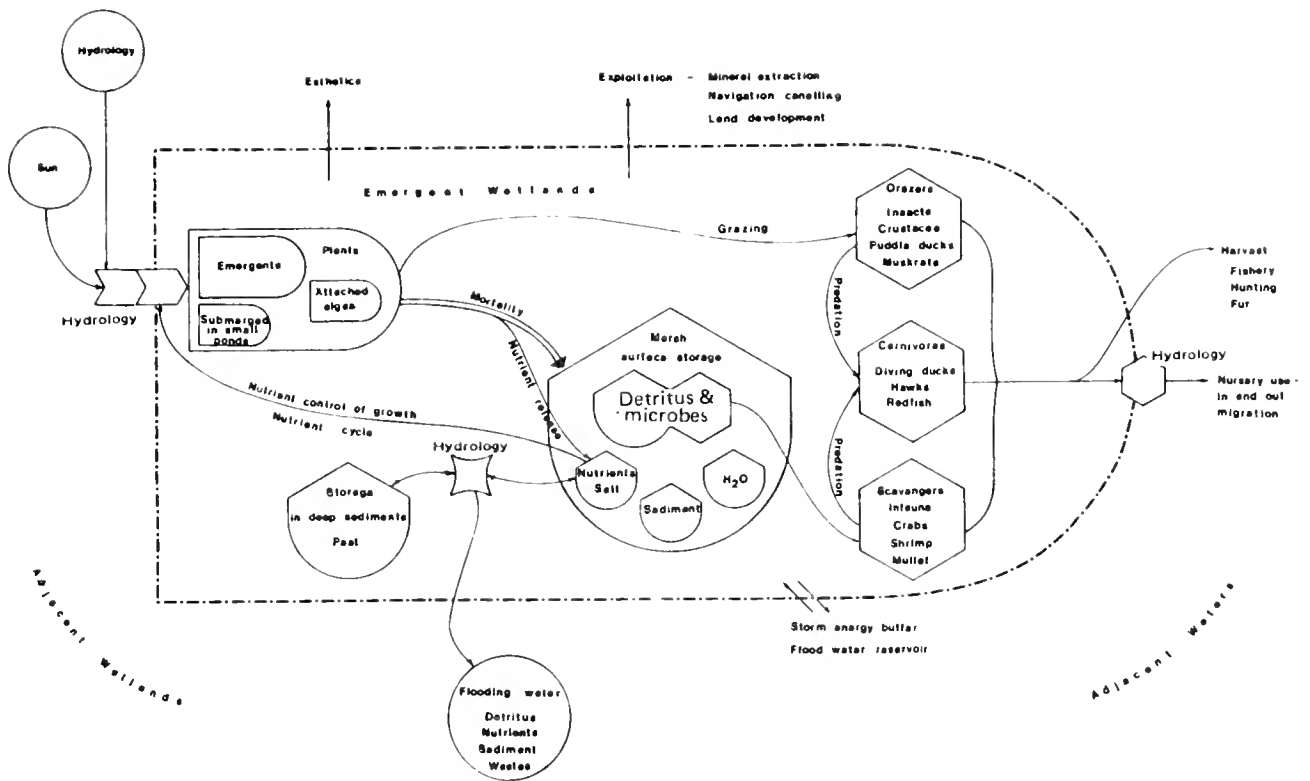 Hydrology
Sun
Hydrology
Esthetics
Exploitation - Mineral extraction
Navigation canelling
Land development
Emergent Wetlands
Plants
Emergents
Attached
algae
Submerged
in small
ponds
Grazing
Mortality
Nutrient release
Nutrient control of growth
Nutrient cycle
Hydrology
Storage
in deep sediments
Peat
Marsh
surface storage
Detritus &
microbes
Nutrients
Salt
Sediment
H2O
Grazers
Insects
Crustacea
Puddle ducks
Muskrats
Predation
Carnivores
Diving ducks
Hawks
Redfish
Predation
Scavengers
Infauna
Crabs
Shrimp
Mullet
Harvest
Fishery
Hunting
Fur
Hydrology
Nursery use -
in and out
migration
Storm energy buffer
Flood water reservoir
Flooding water
Detritus
Nutrients
Sediment
Wastes
Adjacent Wetlands
Adjacent Waters